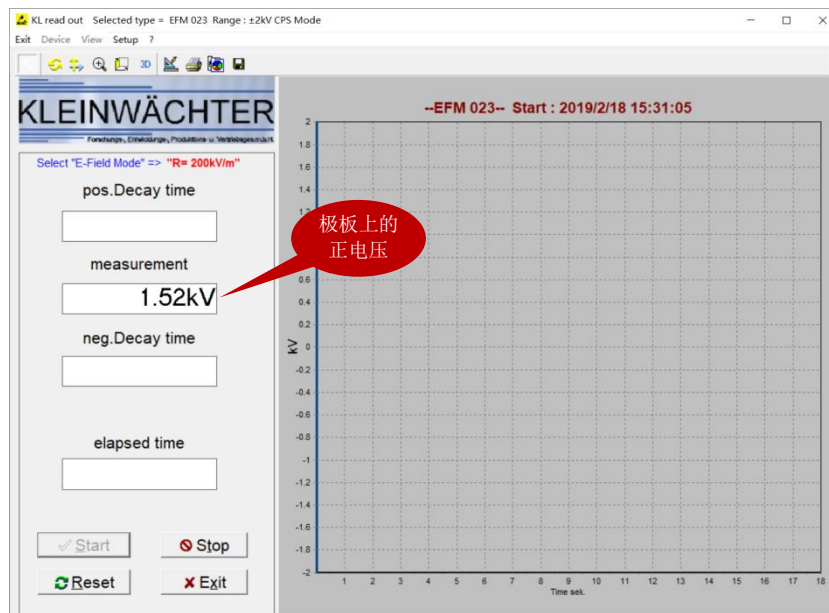 KL read out Selected type = EFM 023 Range : ±2kV CPS Mode
Exit Device View Setup ?
3D
KLEINWÄCHTER
Forschungs-, Entwicklungs-, Produktions- u. Vertriebsges.m.b.H.
Select "E-Field Mode" => "R= 200kV/m"
pos.Decay time
measurement
1.52kV
neg.Decay time
elapsed time
Start
Stop
Reset
Exit
极板上的
正电压
--EFM 023-- Start : 2019/2/18 15:31:05
2
1.8
1.6
1.4
0.6
0.4
0.2
0
-0.2
-0.4
-0.6
-0.8
-1
-1.2
-1.4
-1.6
-1.8
-2
kV
1 2 3 4 5 6 7 8 9 10 11 12 13 14 15 16 17 18
Time sek.